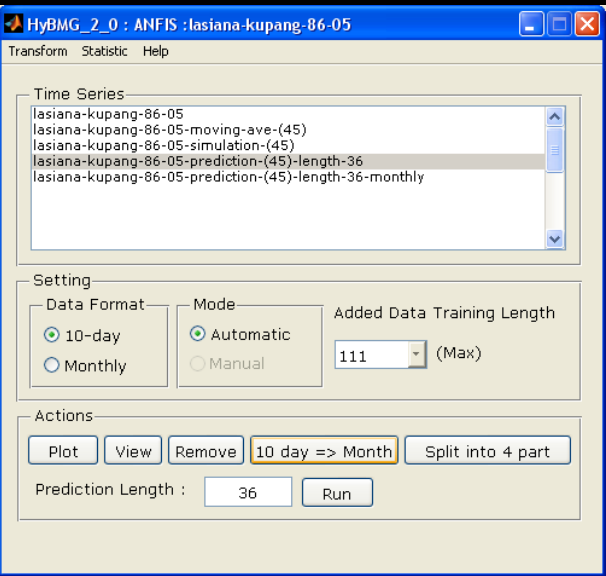 HyBMG_2_0 : ANFIS :lasiana-kupang-86-05
Transform Statistic Help
Time Series
lasiana-kupang-86-05
lasiana-kupang-86-05-moving-ave-(45)
lasiana-kupang-86-05-simulation-(45)
lasiana-kupang-86-05-prediction-(45)-length-36
lasiana-kupang-86-05-prediction-(45)-length-36-monthly
Setting
Data Format
10-day
Monthly
Mode
Automatic
Manual
Added Data Training Length
111 (Max)
Actions
Plot View Remove 10 day => Month Split into 4 part
Prediction Length : 36 Run